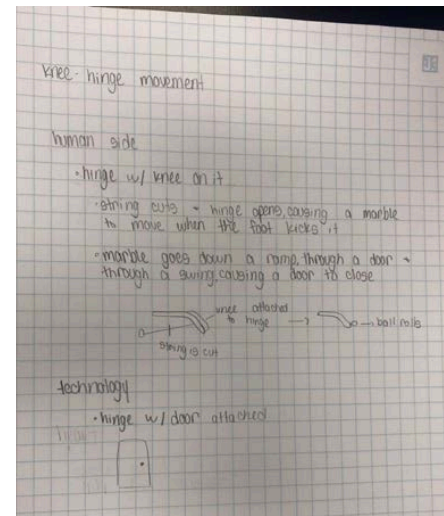 knee - hinge movement
human side
• hinge w/ knee on it
• string cuts - hinge opens, causing a marble
to move when the foot kicks it
• marble goes down a ramp, through a door -
through a swing, causing a door to close
knee attached
to hinge
ball rolls
string is cut
technology
• hinge w/ door attached